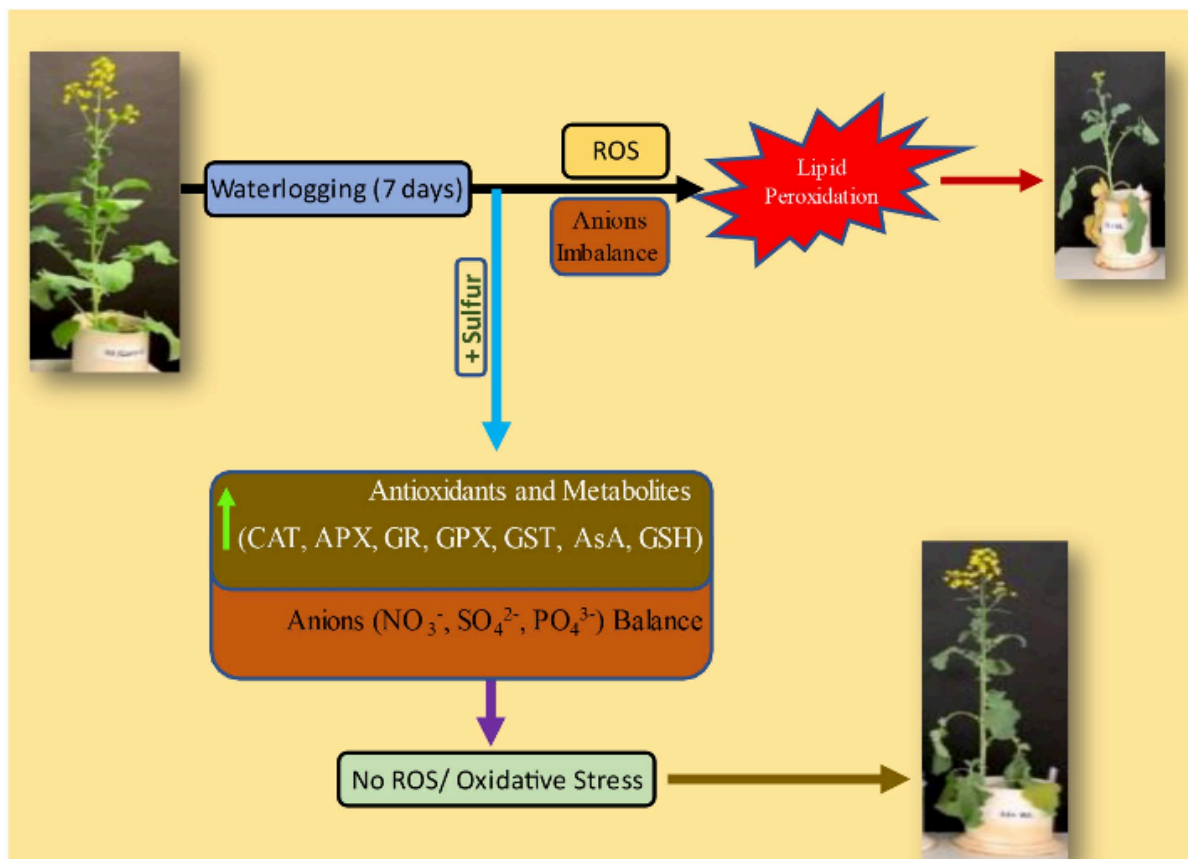 Waterlogging (7 days)
ROS
Anions
Imbalance
Lipid
Peroxidation
+ Sulfur
Antioxidants and Metabolites
(CAT, APX, GR, GPX, GST, AsA, GSH)
Anions (NO₃⁻, SO₄²⁻, PO₄³⁻) Balance
No ROS/ Oxidative Stress